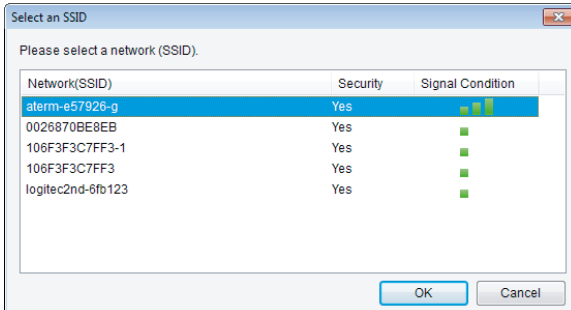 Select an SSID
Please select a network (SSID).
Network(SSID) Security Signal Condition
aterm-e57926-g Yes
0026870BE8EB Yes
106F3F3C7FF3-1 Yes
106F3F3C7FF3 Yes
logitec2nd-6fb123 Yes
OK Cancel